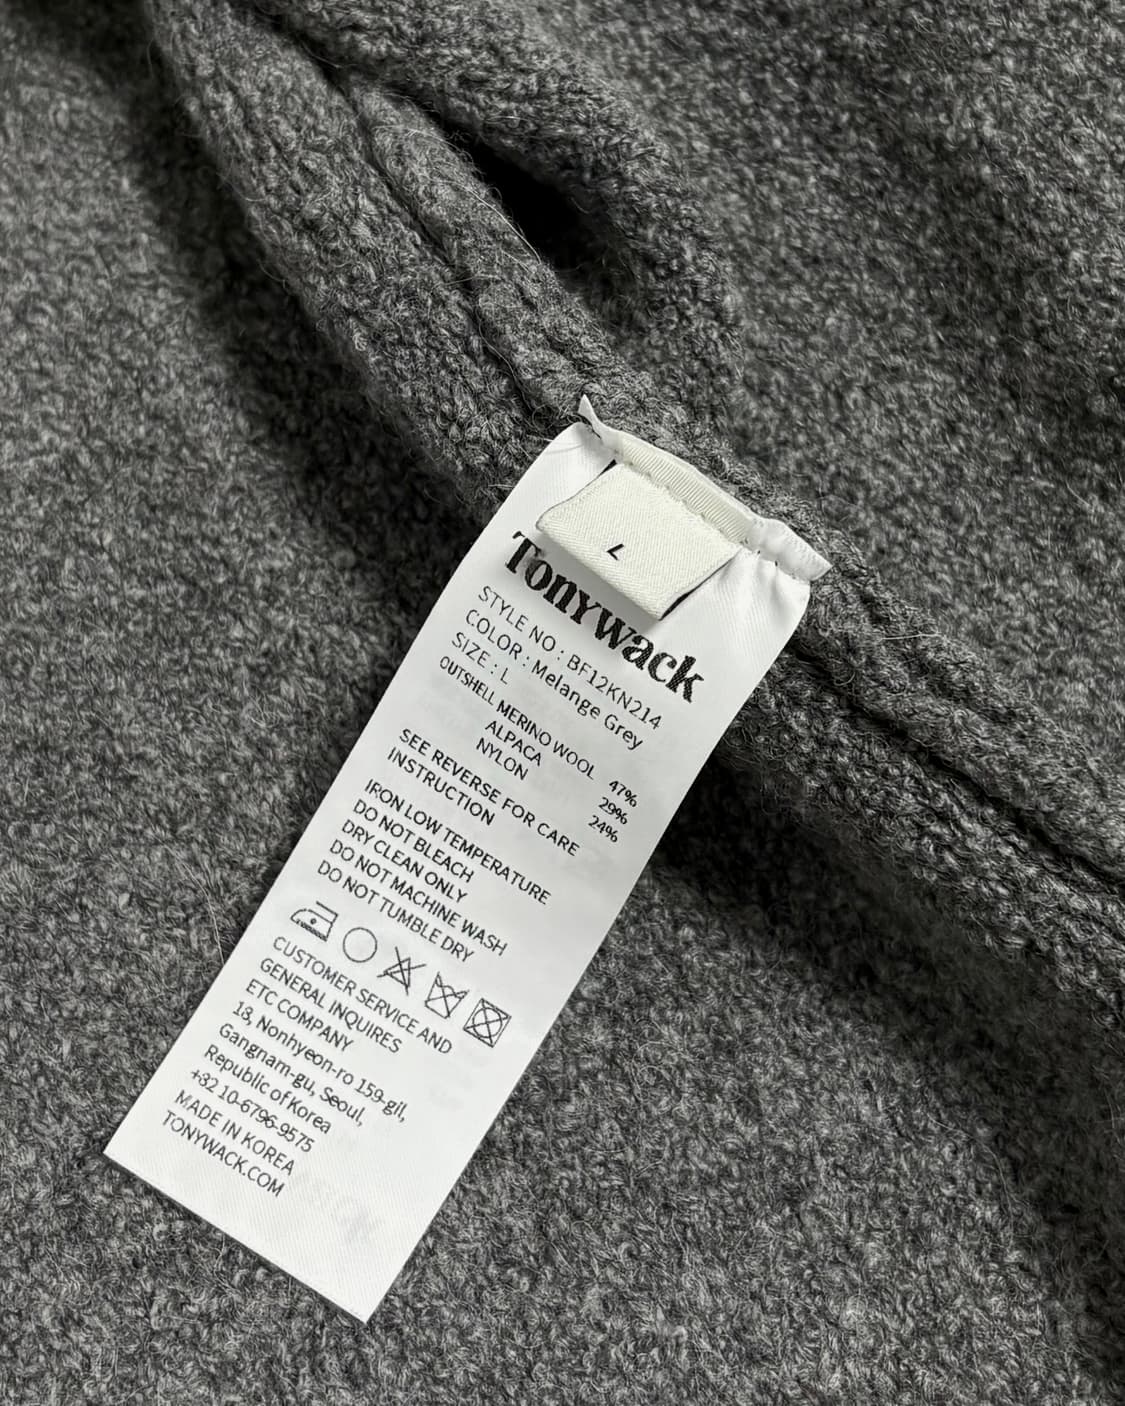 L
Tonywack
STYLE NO : BF12KN214
COLOR : Melange Grey
SIZE : L
OUTSHELL MERINO WOOL 47%
ALPACA 29%
NYLON 24%
SEE REVERSE FOR CARE
INSTRUCTION
IRON LOW TEMPERATURE
DO NOT BLEACH
DRY CLEAN ONLY
DO NOT MACHINE WASH
DO NOT TUMBLE DRY
CUSTOMER SERVICE AND
GENERAL INQUIRES
ETC COMPANY
18, Nonhyeon-ro 159-gil,
Gangnam-gu, Seoul,
Republic of Korea
+82 10-6796-9575
MADE IN KOREA
TONYWACK.COM